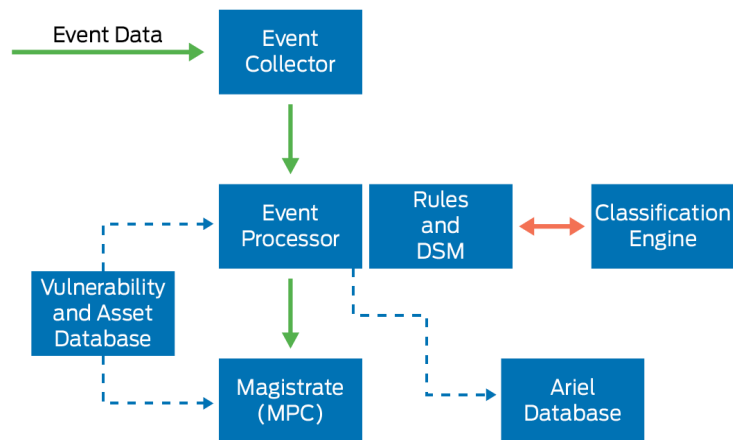 Event Data
Event
Collector
Event
Processor
Rules
and
DSM
Classification
Engine
Vulnerability
and Asset
Database
Magistrate
(MPC)
Ariel
Database